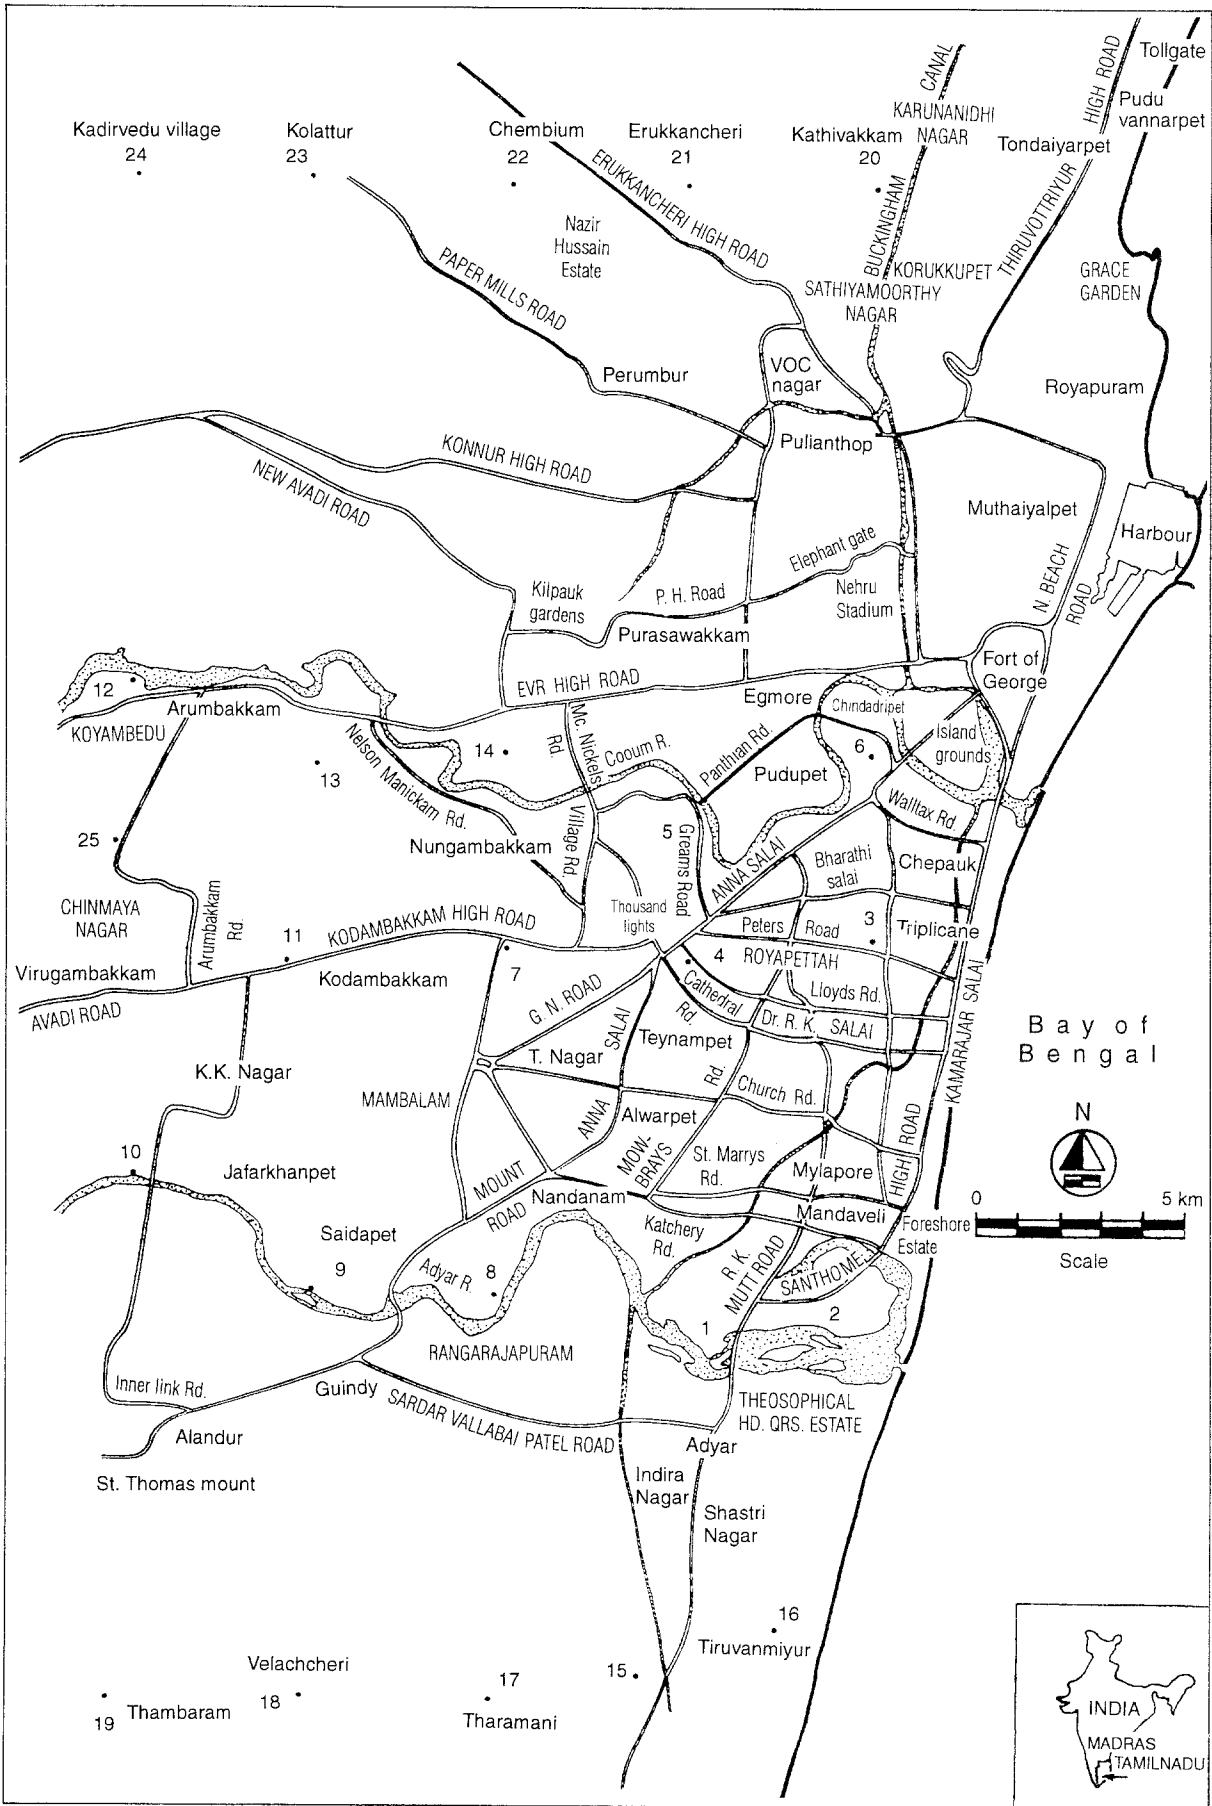 Tollgate
HIGH ROAD
Pudu
vannarpet
CANAL
KARUNANIDHI
NAGAR
Kadirvedu village
24
Kolattur
23
Chembium
22
Erukkancheri
21
Kathivakkam
20
Tondaiyarpet
ERUKKANCHERI HIGH ROAD
BUCKINGHAM
THIRUVOTTRIYUR
Nazir
Hussain
Estate
PAPER MILLS ROAD
KORUKKUPET
SATHIYAMOORTHY
NAGAR
GRACE
GARDEN
Perumbur
VOC
nagar
Royapuram
KONNUR HIGH ROAD
Pulianthop
NEW AVADI ROAD
Muthaiyalpet
Harbour
Elephant gate
N. BEACH
ROAD
Kilpauk
gardens
P. H. Road
Nehru
Stadium
Purasawakkam
Fort of
George
12
EVR HIGH ROAD
Egmore
Arumbakkam
KOYAMBEDU
Chindadripet
Island
grounds
Nelson Manickam Rd.
14
Mc. Nickels
Rd.
Cooum R.
Panthian Rd.
6
13
Pudupet
Walltax Rd.
25
Nungambakkam
Village Rd.
5
Greams Road
ANNA SALAI
Bharathi
salai
Chepauk
CHINMAYA
NAGAR
Arumbakkam
Rd.
KODAMBAKKAM HIGH ROAD
Thousand
lights
Peters Road
3
Triplicane
11
Virugambakkam
Kodambakkam
7
4
ROYAPETTAH
AVADI ROAD
G. N. ROAD
Cathedral
Rd.
Lloyds Rd.
Dr. R. K. SALAI
KAMARAJAR SALAI
Bay of
Bengal
SALAI
Teynampet
T. Nagar
K.K. Nagar
MAMBALAM
Rd.
Church Rd.
ANNA
Alwarpet
MOW-
BRAYS
N
10
Jafarkhanpet
MOUNT
ROAD
St. Marrys
Rd.
Mylapore
HIGH ROAD
Nandanam
0
5 km
Scale
Saidapet
Katchery
Rd.
Mandaveli
Foreshore
Estate
9
Adyar R.
8
R. K.
MUTT ROAD
SANTHOME
1
2
RANGARAJAPURAM
Inner link Rd.
Guindy
SARDAR VALLABAI PATEL ROAD
THEOSOPHICAL
HD. QRS. ESTATE
Alandur
Adyar
St. Thomas mount
Indira
Nagar
Shastri
Nagar
16
Tiruvanmiyur
Velachcheri
18
19
Thambaram
17
Tharamani
15
INDIA
MADRAS
TAMILNADU